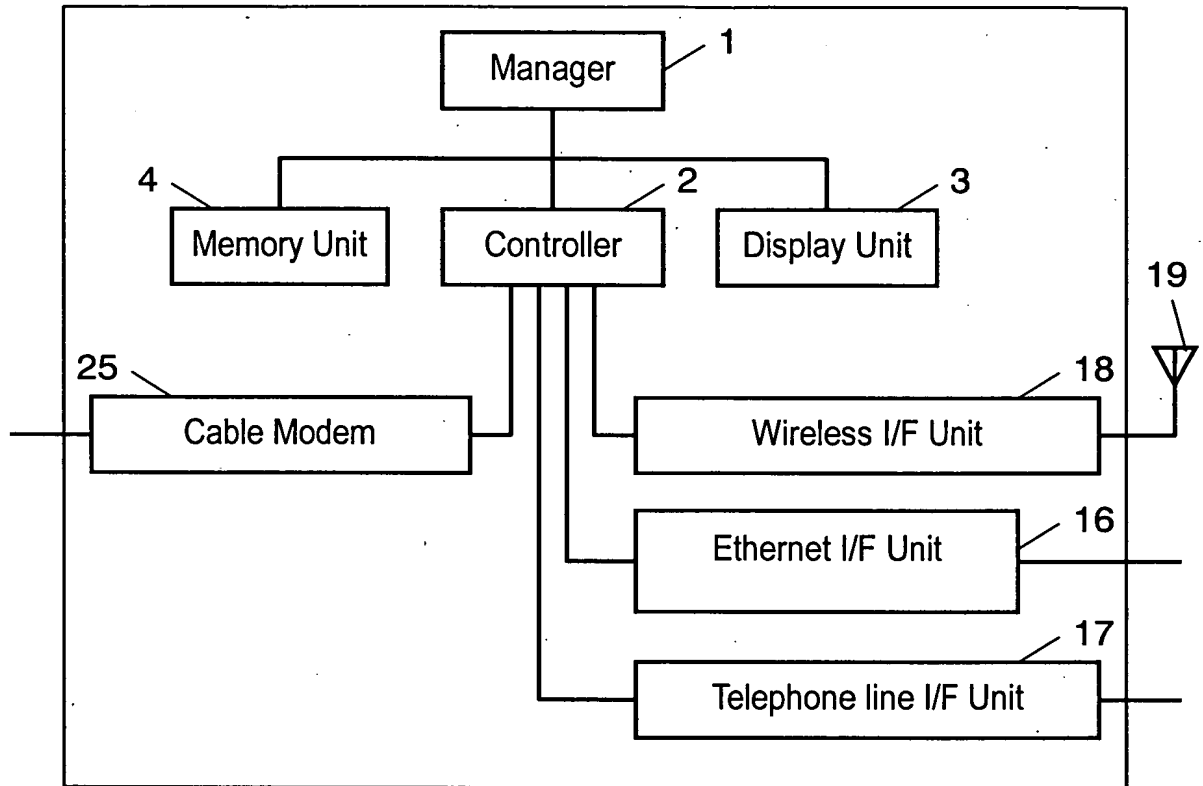 1
Manager
4
2
3
Memory Unit
Controller
Display Unit
19
25
18
Cable Modem
Wireless I/F Unit
16
Ethernet I/F Unit
17
Telephone line I/F Unit